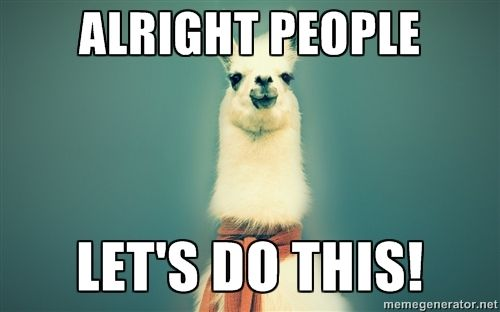 ALRIGHT PEOPLE
LET'S DO THIS!
memegenerator.net